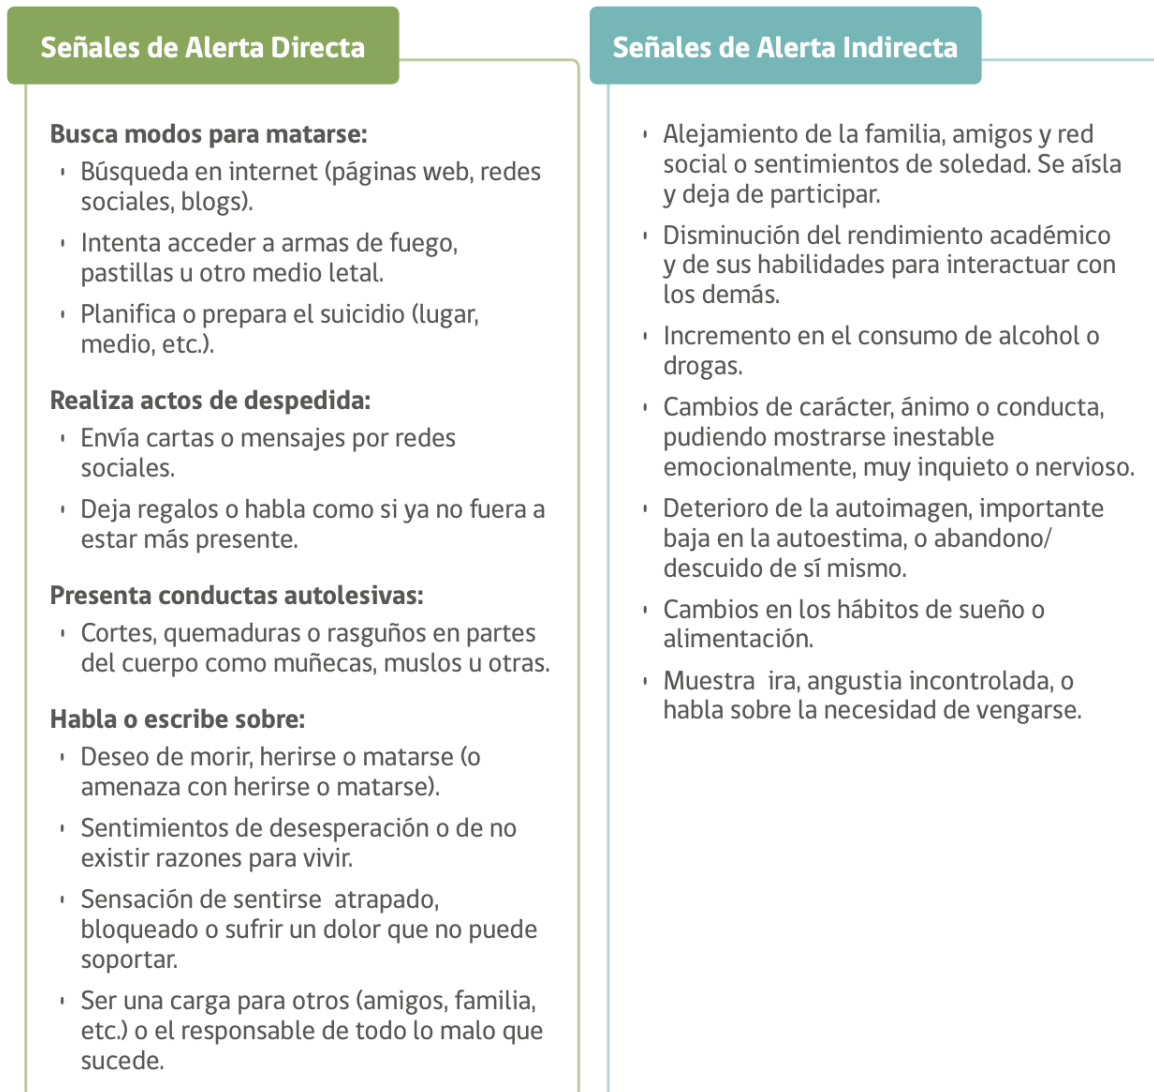 Señales de Alerta Directa
Busca modos para matarse:
Búsqueda en internet (páginas web, redes
sociales, blogs).
Intenta acceder a armas de fuego,
pastillas u otro medio letal.
Planifica o prepara el suicidio (lugar,
medio, etc.).
Realiza actos de despedida:
Envía cartas o mensajes por redes
sociales.
Deja regalos o habla como si ya no fuera a
estar más presente.
Presenta conductas autolesivas:
Cortes, quemaduras o rasguños en partes
del cuerpo como muñecas, muslos u otras.
Habla o escribe sobre:
Deseo de morir, herirse o matarse (o
amenaza con herirse o matarse).
Sentimientos de desesperación o de no
existir razones para vivir.
Sensación de sentirse atrapado,
bloqueado o sufrir un dolor que no puede
soportar.
Ser una carga para otros (amigos, familia,
etc.) o el responsable de todo lo malo que
sucede.
Señales de Alerta Indirecta
Alejamiento de la familia, amigos y red
social o sentimientos de soledad. Se aísla
y deja de participar.
Disminución del rendimiento académico
y de sus habilidades para interactuar con
los demás.
Incremento en el consumo de alcohol o
drogas.
Cambios de carácter, ánimo o conducta,
pudiendo mostrarse inestable
emocionalmente, muy inquieto o nervioso.
Deterioro de la autoimagen, importante
baja en la autoestima, o abandono/
descuido de sí mismo.
Cambios en los hábitos de sueño o
alimentación.
Muestra ira, angustia incontrolada, o
habla sobre la necesidad de vengarse.